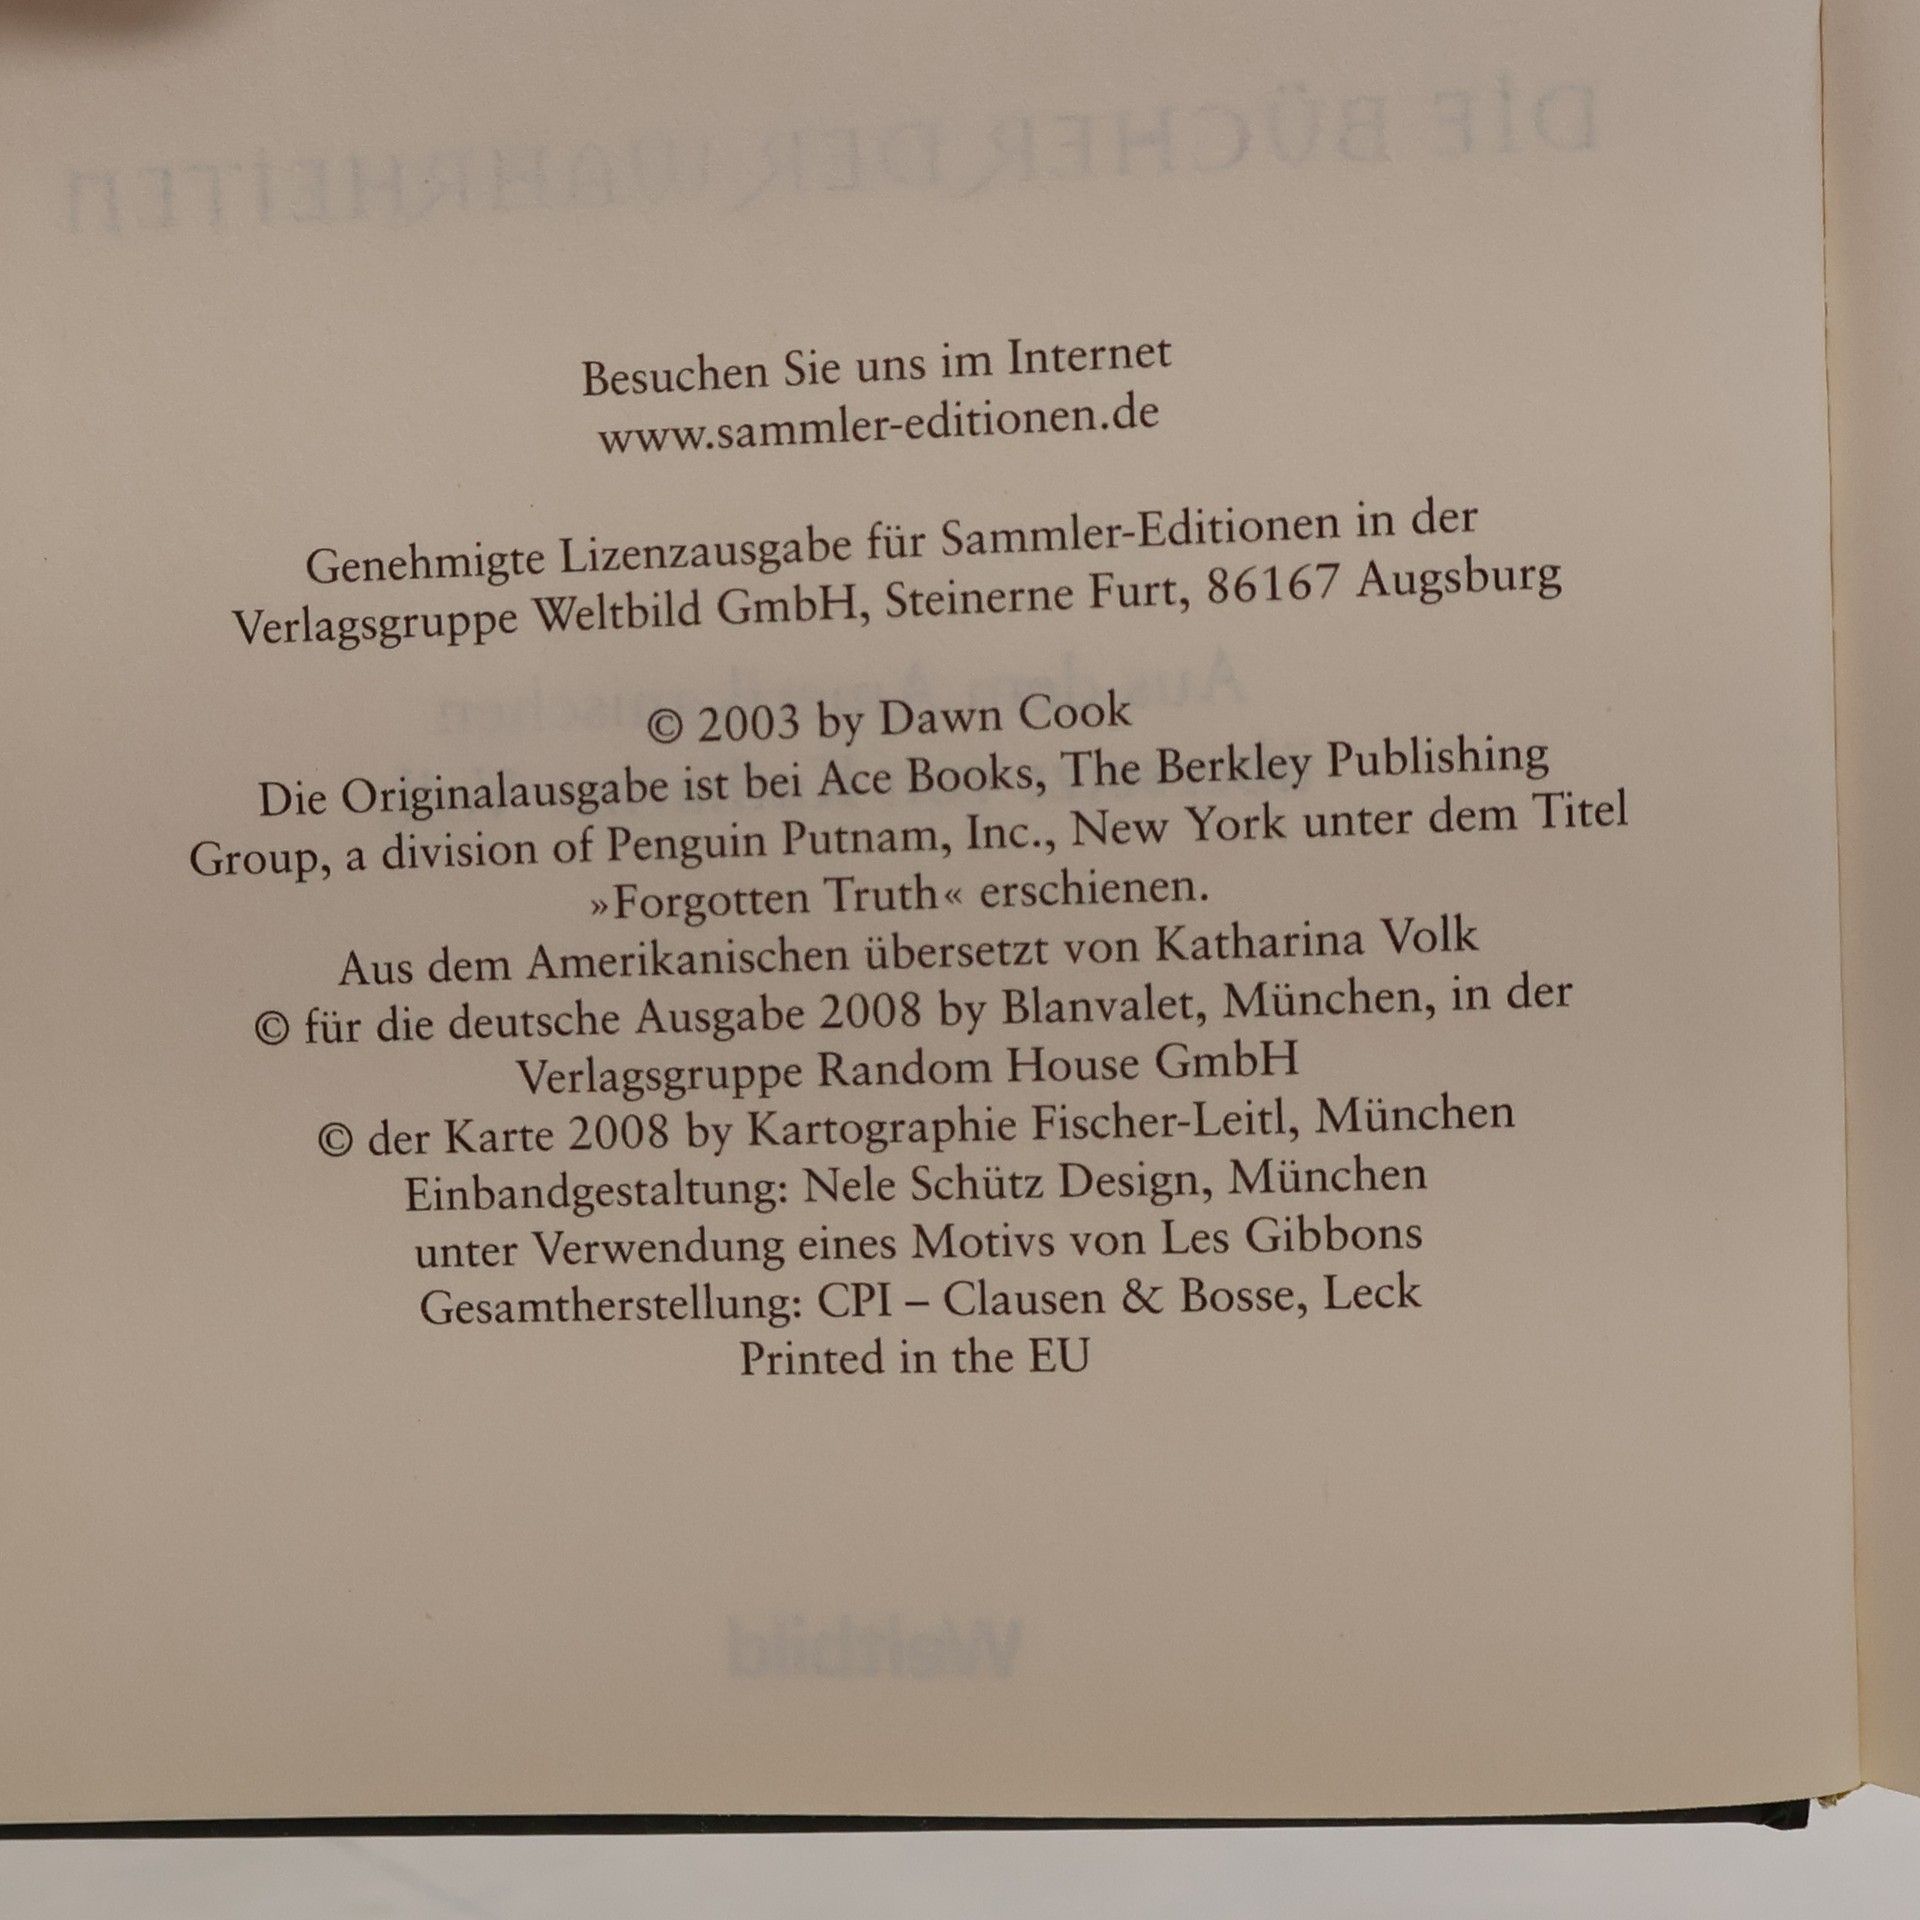 DIE BÜCHER DER WAHRHEITEN
Besuchen Sie uns im Internet
www.sammler-editionen.de
Genehmigte Lizenzausgabe für Sammler-Editionen in der
Verlagsgruppe Weltbild GmbH, Steinerne Furt, 86167 Augsburg
© 2003 by Dawn Cook
Die Originalausgabe ist bei Ace Books, The Berkley Publishing
Group, a division of Penguin Putnam, Inc., New York unter dem Titel
»Forgotten Truth« erschienen.
Aus dem Amerikanischen übersetzt von Katharina Volk
© für die deutsche Ausgabe 2008 by Blanvalet, München, in der
Verlagsgruppe Random House GmbH
© der Karte 2008 by Kartographie Fischer-Leitl, München
Einbandgestaltung: Nele Schütz Design, München
unter Verwendung eines Motivs von Les Gibbons
Gesamtherstellung: CPI – Clausen & Bosse, Leck
Printed in the EU
Weltbild